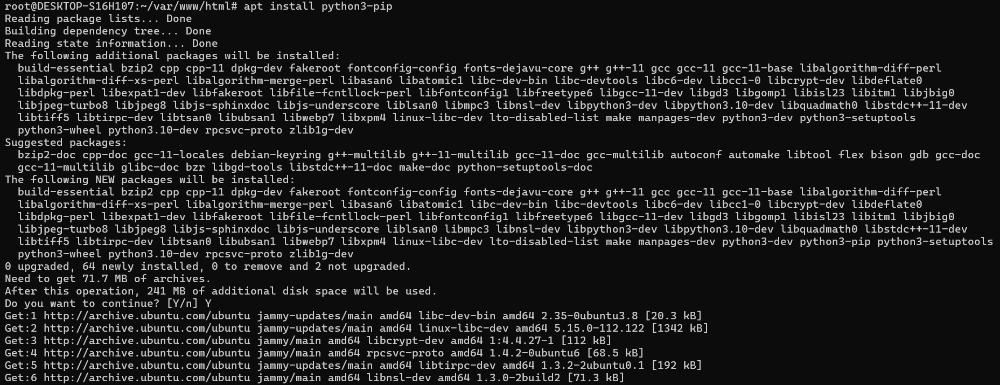 root@DESKTOP-S16H107:~/var/www/html# apt install python3-pip
Reading package lists... Done
Building dependency tree... Done
Reading state information... Done
The following additional packages will be installed:
  build-essential bzip2 cpp cpp-11 dpkg-dev fakeroot fontconfig-config fonts-dejavu-core g++ g++-11 gcc gcc-11 gcc-11-base libalgorithm-diff-perl
  libalgorithm-diff-xs-perl libalgorithm-merge-perl libasan6 libatomic1 libc-dev-bin libc-devtools libc6-dev libcc1-0 libcrypt-dev libdeflate0
  libdpkg-perl libexpat1-dev libfakeroot libfile-fcntllock-perl libfontconfig1 libfreetype6 libgcc-11-dev libgd3 libgomp1 libisl23 libitm1 libjbig0
  libjpeg-turbo8 libjpeg8 libjs-sphinxdoc libjs-underscore liblsan0 libmpc3 libnsl-dev libpython3-dev libpython3.10-dev libquadmath0 libstdc++-11-dev
  libtiff5 libtirpc-dev libtsan0 libubsan1 libwebp7 libxpm4 linux-libc-dev lto-disabled-list make manpages-dev python3-dev python3-setuptools
  python3-wheel python3.10-dev rpcsvc-proto zlib1g-dev
Suggested packages:
  bzip2-doc cpp-doc gcc-11-locales debian-keyring g++-multilib g++-11-multilib gcc-11-doc gcc-multilib autoconf automake libtool flex bison gdb gcc-doc
  gcc-11-multilib glibc-doc bzr libgd-tools libstdc++-11-doc make-doc python-setuptools-doc
The following NEW packages will be installed:
  build-essential bzip2 cpp cpp-11 dpkg-dev fakeroot fontconfig-config fonts-dejavu-core g++ g++-11 gcc gcc-11 gcc-11-base libalgorithm-diff-perl
  libalgorithm-diff-xs-perl libalgorithm-merge-perl libasan6 libatomic1 libc-dev-bin libc-devtools libc6-dev libcc1-0 libcrypt-dev libdeflate0
  libdpkg-perl libexpat1-dev libfakeroot libfile-fcntllock-perl libfontconfig1 libfreetype6 libgcc-11-dev libgd3 libgomp1 libisl23 libitm1 libjbig0
  libjpeg-turbo8 libjpeg8 libjs-sphinxdoc libjs-underscore liblsan0 libmpc3 libnsl-dev libpython3-dev libpython3.10-dev libquadmath0 libstdc++-11-dev
  libtiff5 libtirpc-dev libtsan0 libubsan1 libwebp7 libxpm4 linux-libc-dev lto-disabled-list make manpages-dev python3-dev python3-pip python3-setuptools
  python3-wheel python3.10-dev rpcsvc-proto zlib1g-dev
0 upgraded, 64 newly installed, 0 to remove and 2 not upgraded.
Need to get 71.7 MB of archives.
After this operation, 241 MB of additional disk space will be used.
Do you want to continue? [Y/n] Y
Get:1 http://archive.ubuntu.com/ubuntu jammy-updates/main amd64 libc-dev-bin amd64 2.35-0ubuntu3.8 [20.3 kB]
Get:2 http://archive.ubuntu.com/ubuntu jammy-updates/main amd64 linux-libc-dev amd64 5.15.0-112.122 [1342 kB]
Get:3 http://archive.ubuntu.com/ubuntu jammy/main amd64 libcrypt-dev amd64 1:4.4.27-1 [112 kB]
Get:4 http://archive.ubuntu.com/ubuntu jammy/main amd64 rpcsvc-proto amd64 1.4.2-0ubuntu6 [68.5 kB]
Get:5 http://archive.ubuntu.com/ubuntu jammy-updates/main amd64 libtirpc-dev amd64 1.3.2-2ubuntu0.1 [192 kB]
Get:6 http://archive.ubuntu.com/ubuntu jammy/main amd64 libnsl-dev amd64 1.3.0-2build2 [71.3 kB]